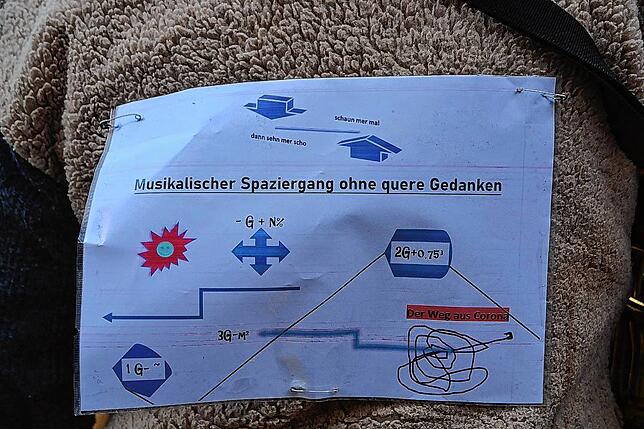 schaun mer mal
dann sehn mer scho
Musikalischer Spaziergang ohne quere Gedanken
- G + N%
2G+0,75³
Der Weg aus Corona
3G-M²
1 G- ~